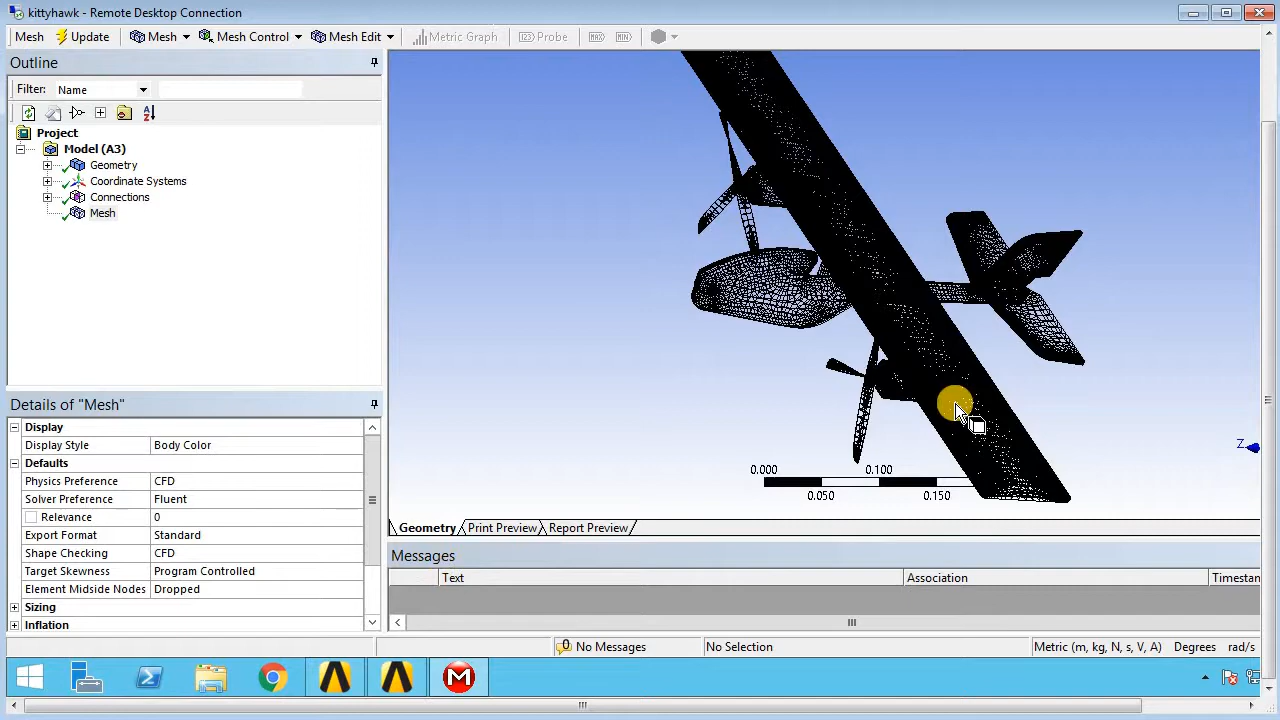 kittyhawk - Remote Desktop Connection
Mesh Update Mesh Mesh Control Mesh Edit Metric Graph Probe MAX MIN
Outline
Filter: Name
Project
Model (A3)
Geometry
Coordinate Systems
Connections
Mesh
Details of "Mesh"
Display
Display Style Body Color
Defaults
Physics Preference CFD
Solver Preference Fluent
Relevance 0
Export Format Standard
Shape Checking CFD
Target Skewness Program Controlled
Element Midside Nodes Dropped
Sizing
Inflation
Z
0.000 0.100
0.050 0.150
Geometry Print Preview Report Preview
Messages
Text Association Timestan
0 No Messages No Selection Metric (m, kg, N, s, V, A) Degrees rad/s